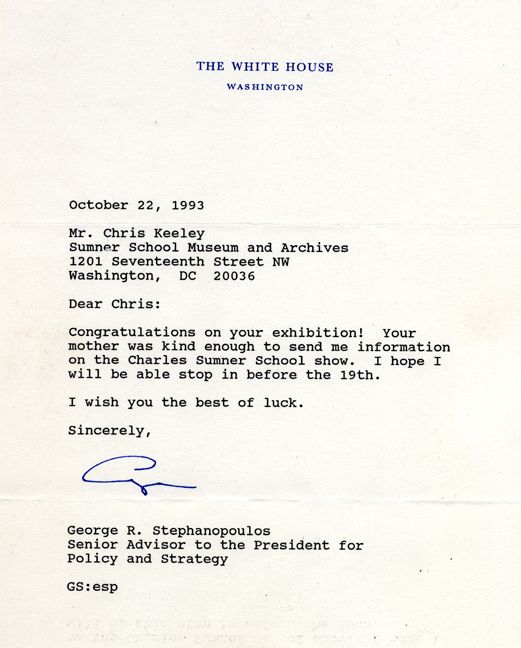 THE WHITE HOUSE
WASHINGTON
October 22, 1993
Mr. Chris Keeley
Sumner School Museum and Archives
1201 Seventeenth Street NW
Washington, DC 20036
Dear Chris:
Congratulations on your exhibition! Your
mother was kind enough to send me information
on the Charles Sumner School show. I hope I
will be able stop in before the 19th.
I wish you the best of luck.
Sincerely,
George R. Stephanopoulos
Senior Advisor to the President for
Policy and Strategy
GS:esp